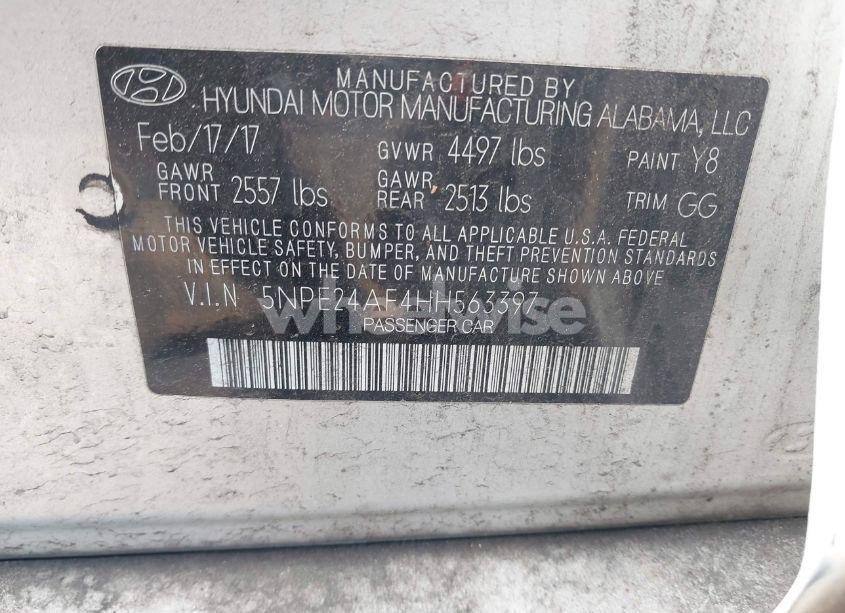 MANUFACTURED BY
HYUNDAI MOTOR MANUFACTURING ALABAMA, LLC
Feb/17/17 GVWR 4497 lbs PAINT Y8
GAWR FRONT 2557 lbs GAWR REAR 2513 lbs TRIM GG
THIS VEHICLE CONFORMS TO ALL APPLICABLE U.S.A. FEDERAL
MOTOR VEHICLE SAFETY, BUMPER, AND THEFT PREVENTION STANDARDS
IN EFFECT ON THE DATE OF MANUFACTURE SHOWN ABOVE
V.I.N 5NPE24AF4HH563397
wheelwise
PASSENGER CAR